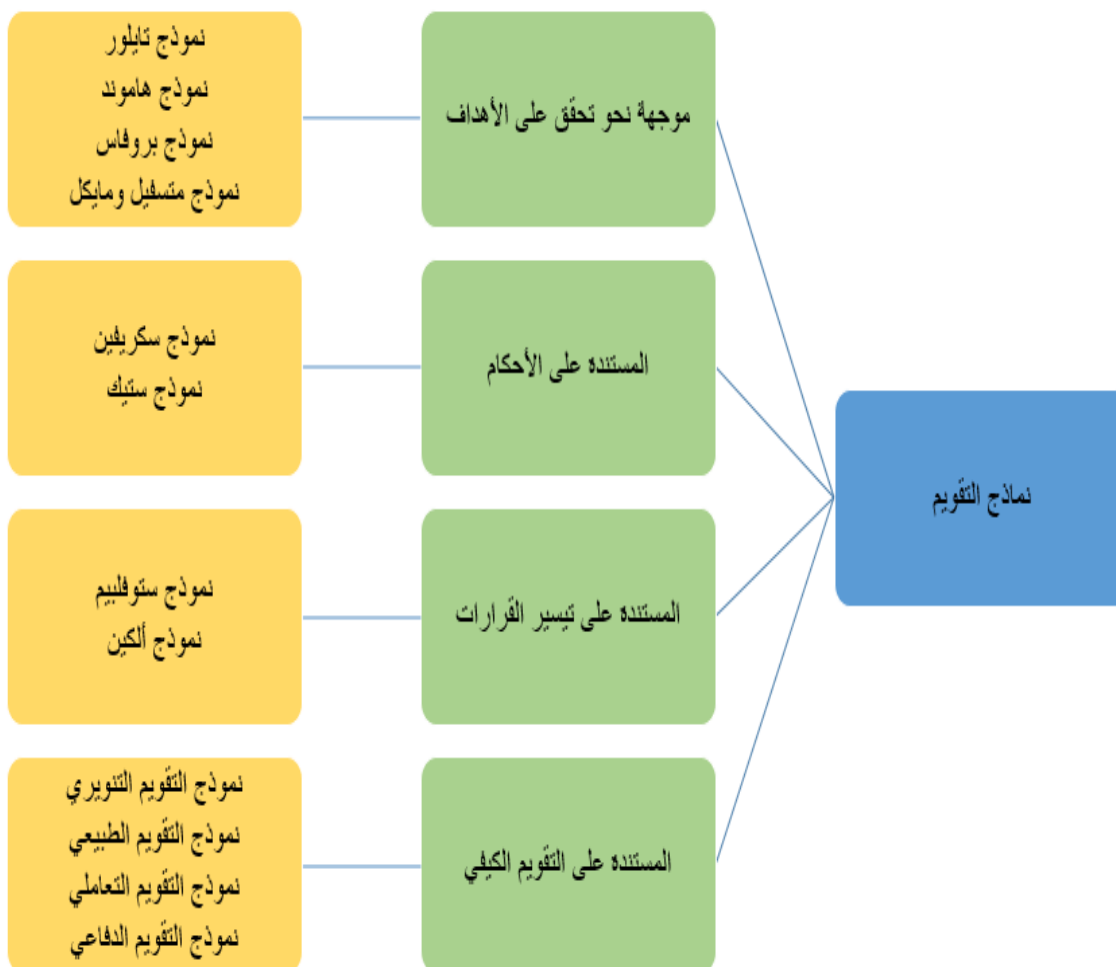 نماذج التقويم
موجهة نحو تحقق على الأهداف
نموذج تايلور
نموذج هاموند
نموذج بروفاس
نموذج متسفيل ومايكل
المستنده على الأحكام
نموذج سكريفين
نموذج ستيك
المستنده على تيسير القرارات
نموذج ستوفلبيم
نموذج ألكين
المستنده على التقويم الكيفي
نموذج التقويم التنويري
نموذج التقويم الطبيعي
نموذج التقويم التعاملي
نموذج التقويم الدفاعي